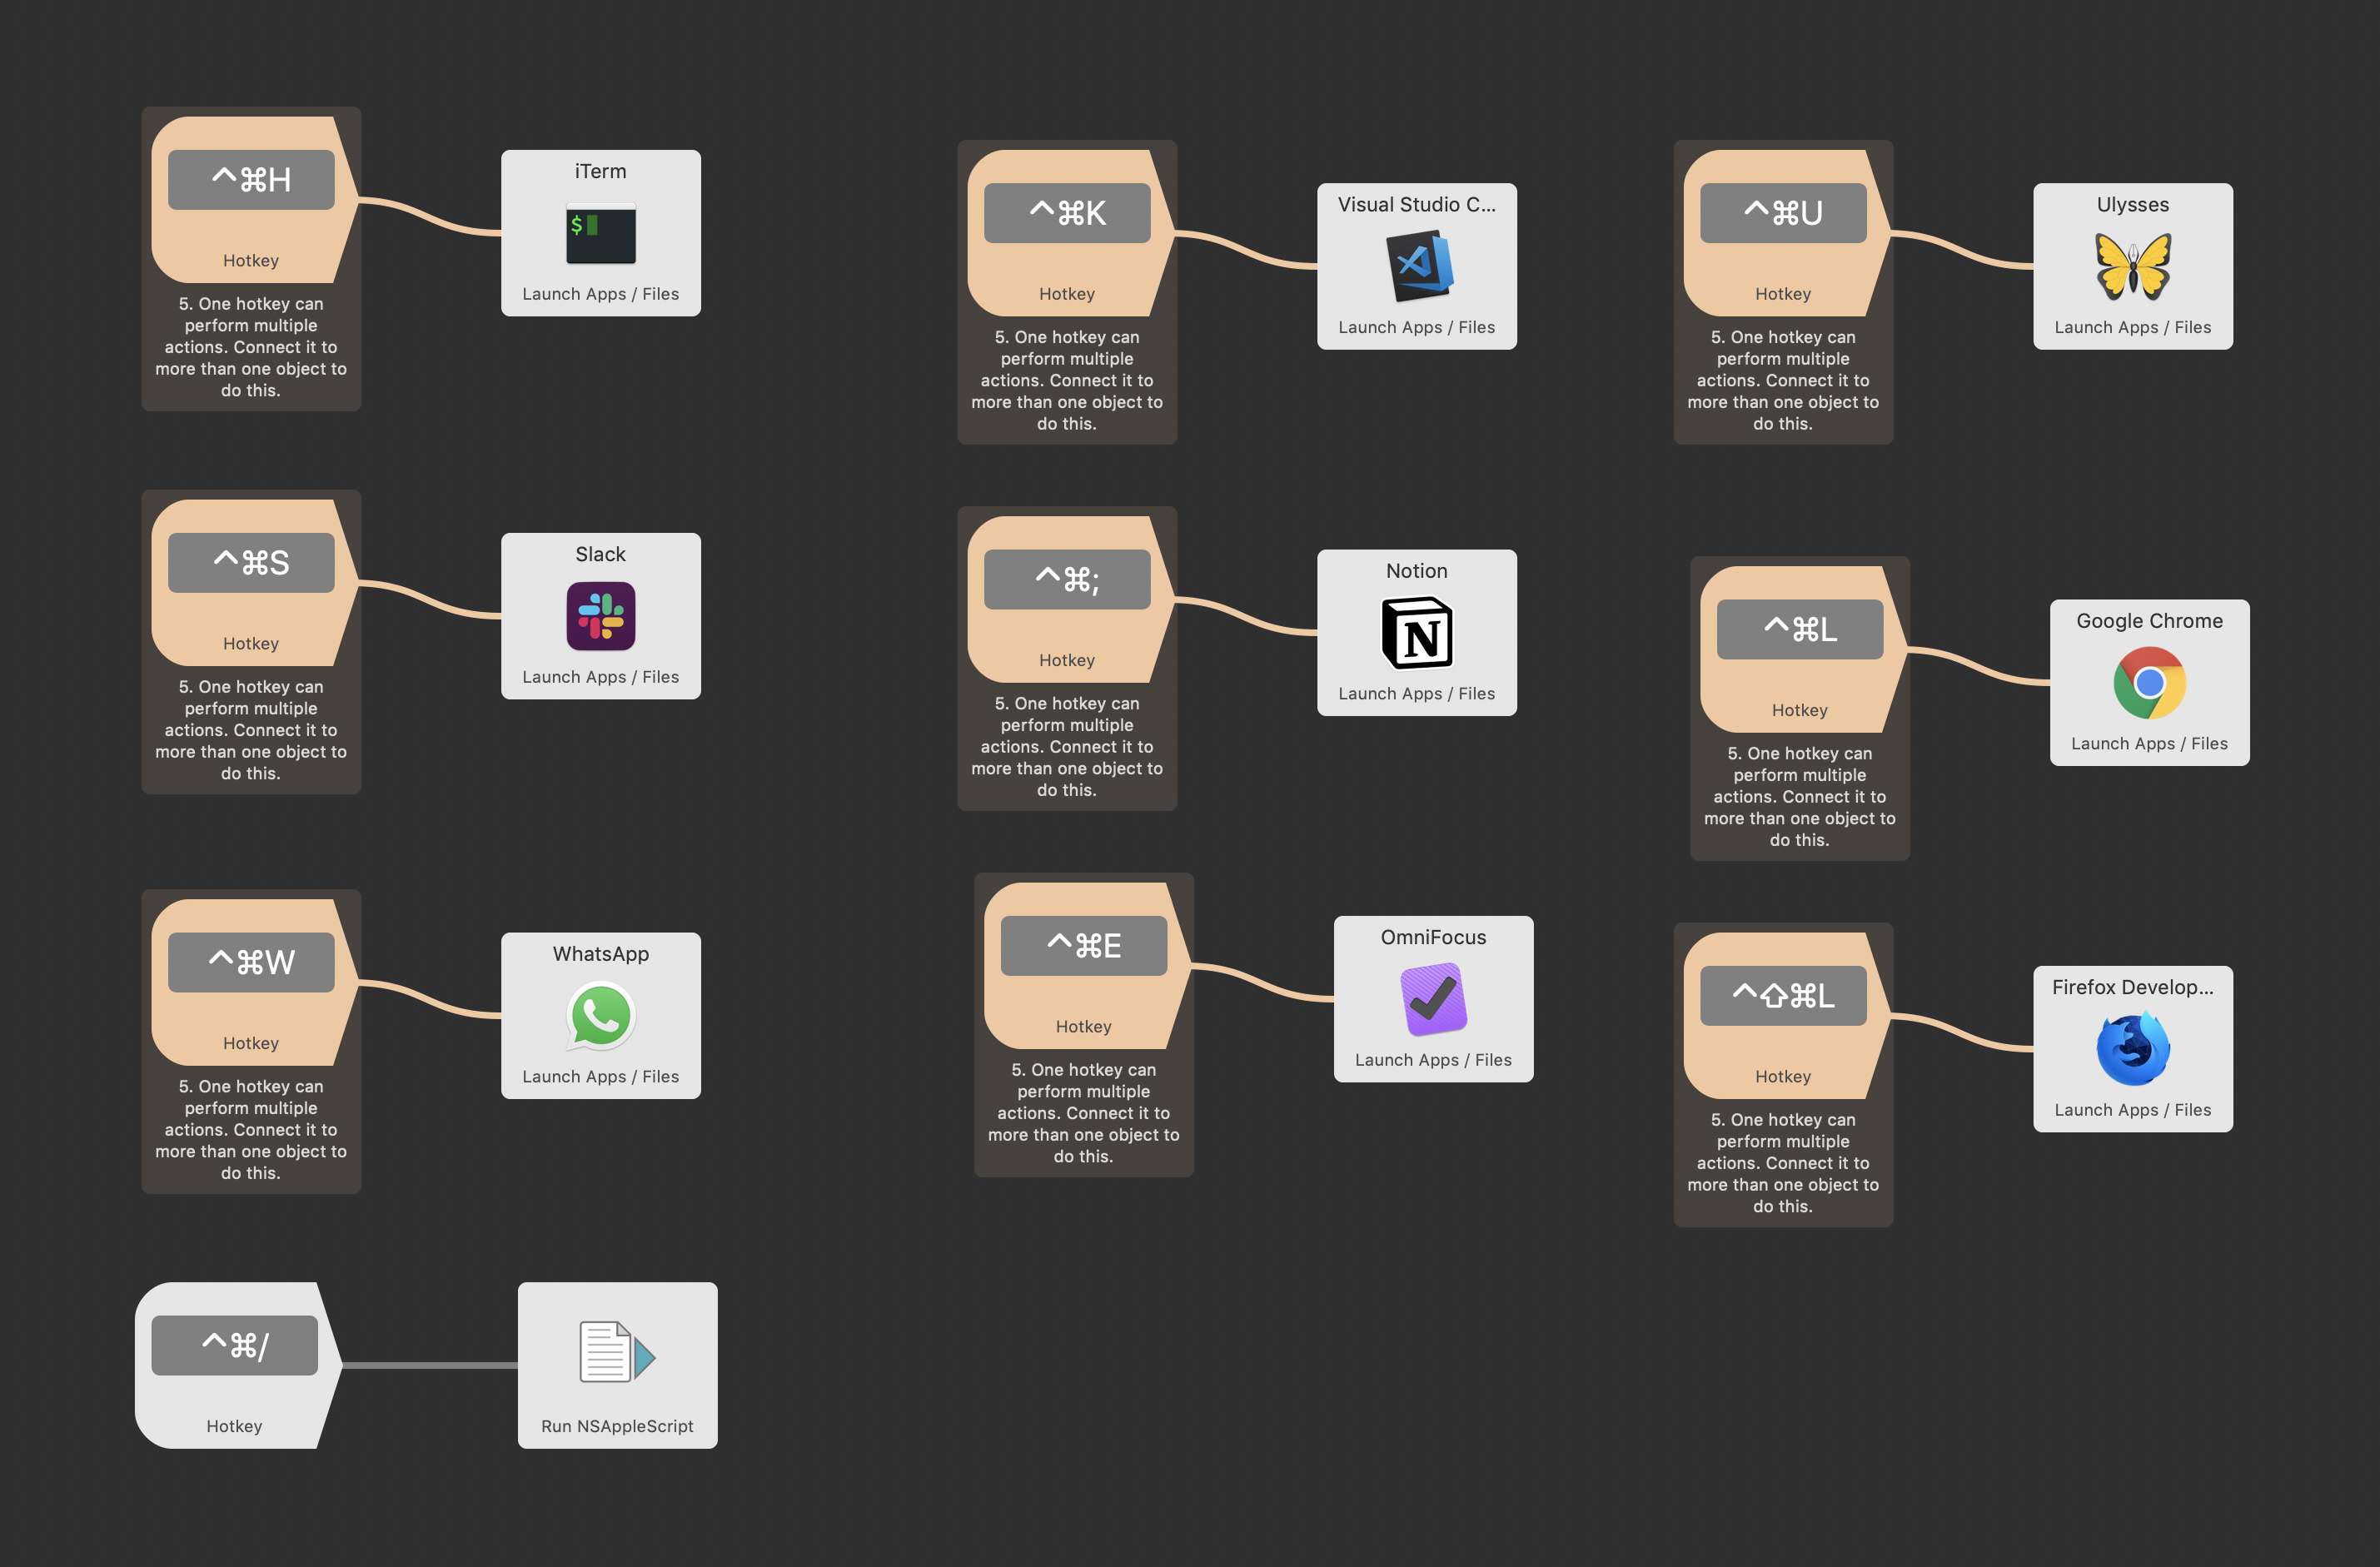 ^⌘H
Hotkey
5. One hotkey can
perform multiple
actions. Connect it to
more than one object to
do this.
iTerm
$
Launch Apps / Files
^⌘K
Hotkey
5. One hotkey can
perform multiple
actions. Connect it to
more than one object to
do this.
Visual Studio C...
Launch Apps / Files
^⌘U
Hotkey
5. One hotkey can
perform multiple
actions. Connect it to
more than one object to
do this.
Ulysses
Launch Apps / Files
^⌘S
Hotkey
5. One hotkey can
perform multiple
actions. Connect it to
more than one object to
do this.
Slack
Launch Apps / Files
^⌘;
Hotkey
5. One hotkey can
perform multiple
actions. Connect it to
more than one object to
do this.
Notion
N
Launch Apps / Files
^⌘L
Hotkey
5. One hotkey can
perform multiple
actions. Connect it to
more than one object to
do this.
Google Chrome
Launch Apps / Files
^⌘W
Hotkey
5. One hotkey can
perform multiple
actions. Connect it to
more than one object to
do this.
WhatsApp
Launch Apps / Files
^⌘E
Hotkey
5. One hotkey can
perform multiple
actions. Connect it to
more than one object to
do this.
OmniFocus
Launch Apps / Files
^⇧⌘L
Hotkey
5. One hotkey can
perform multiple
actions. Connect it to
more than one object to
do this.
Firefox Develop...
Launch Apps / Files
^⌘/
Hotkey
Run NSAppleScript